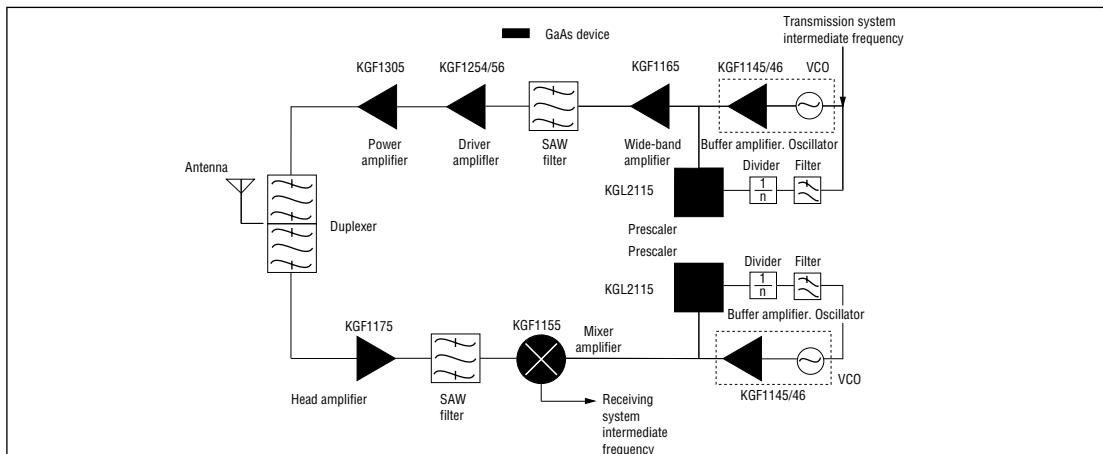 GaAs device
Transmission system
intermediate frequency
KGF1305
KGF1254/56
KGF1165
KGF1145/46
VCO
Power
amplifier
Driver
amplifler
SAW
filter
Wide-band
amplifier
Buffer amplifier. Oscillator
Antenna
Duplexer
KGL2115
Divider
Filter
1
n
Prescaler
Prescaler
KGL2115
Divider
Filter
1
n
Buffer amplifier. Oscillator
KGF1175
KGF1155
Mixer
amplifier
Head amplifier
SAW
filter
VCO
KGF1145/46
Receiving
system
intermediate
frequency